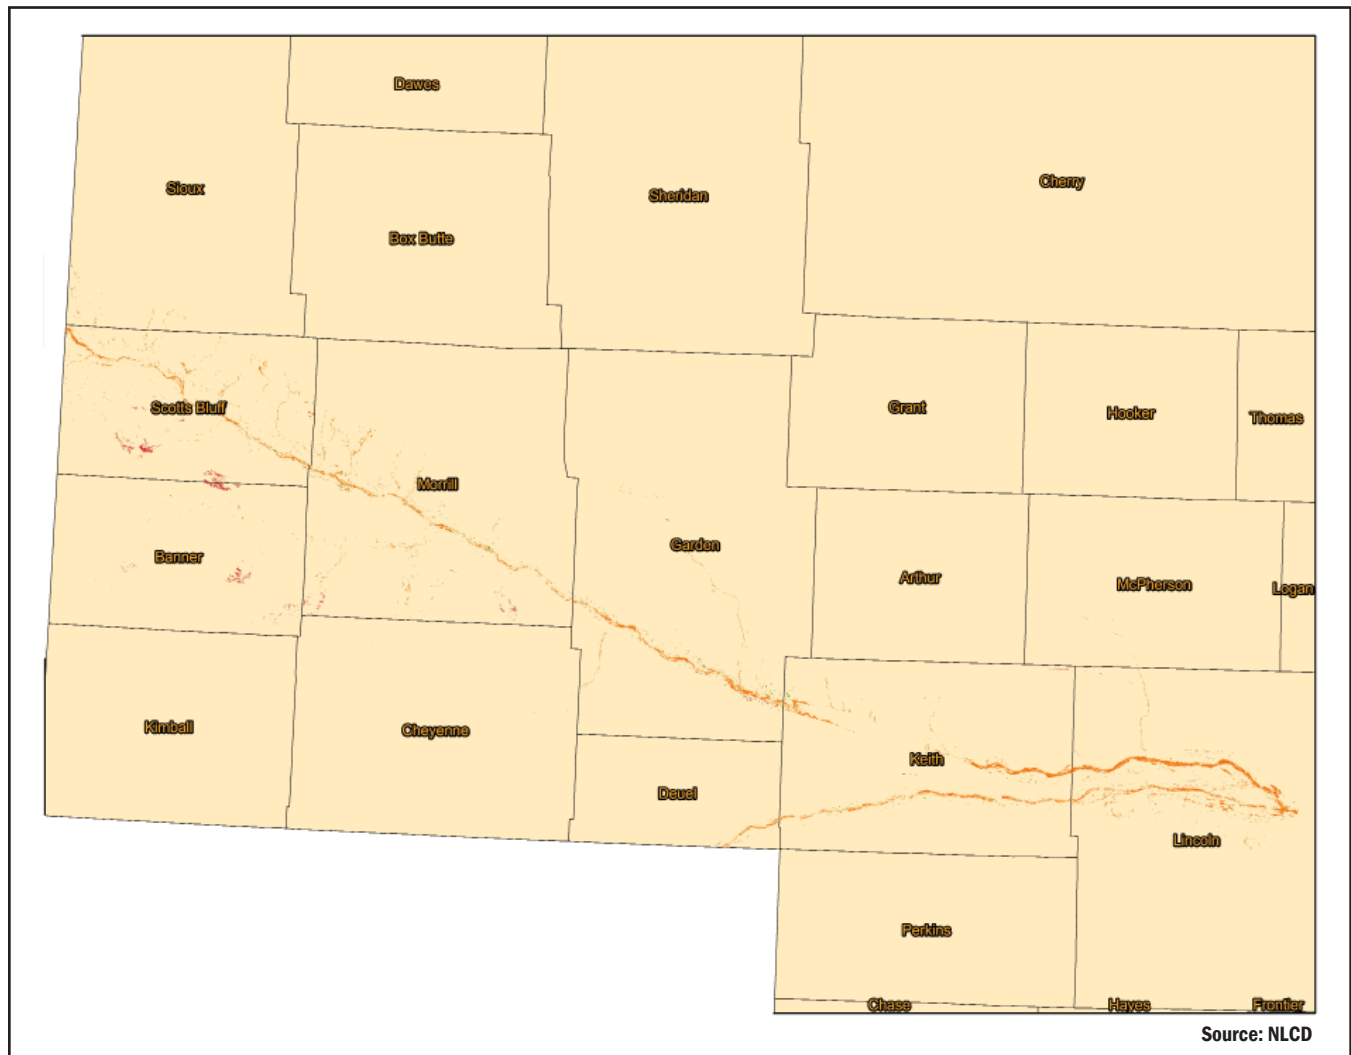 Dawes
Sioux
Cherry
Sheridan
Box Butte
Scotts Bluff
Grant
Hooker
Thomas
Morrill
Garden
Banner
Arthur
McPherson
Logan
Kimball
Cheyenne
Keith
Deuel
Lincoln
Perkins
Chase
Hayes
Frontier
Source: NLCD